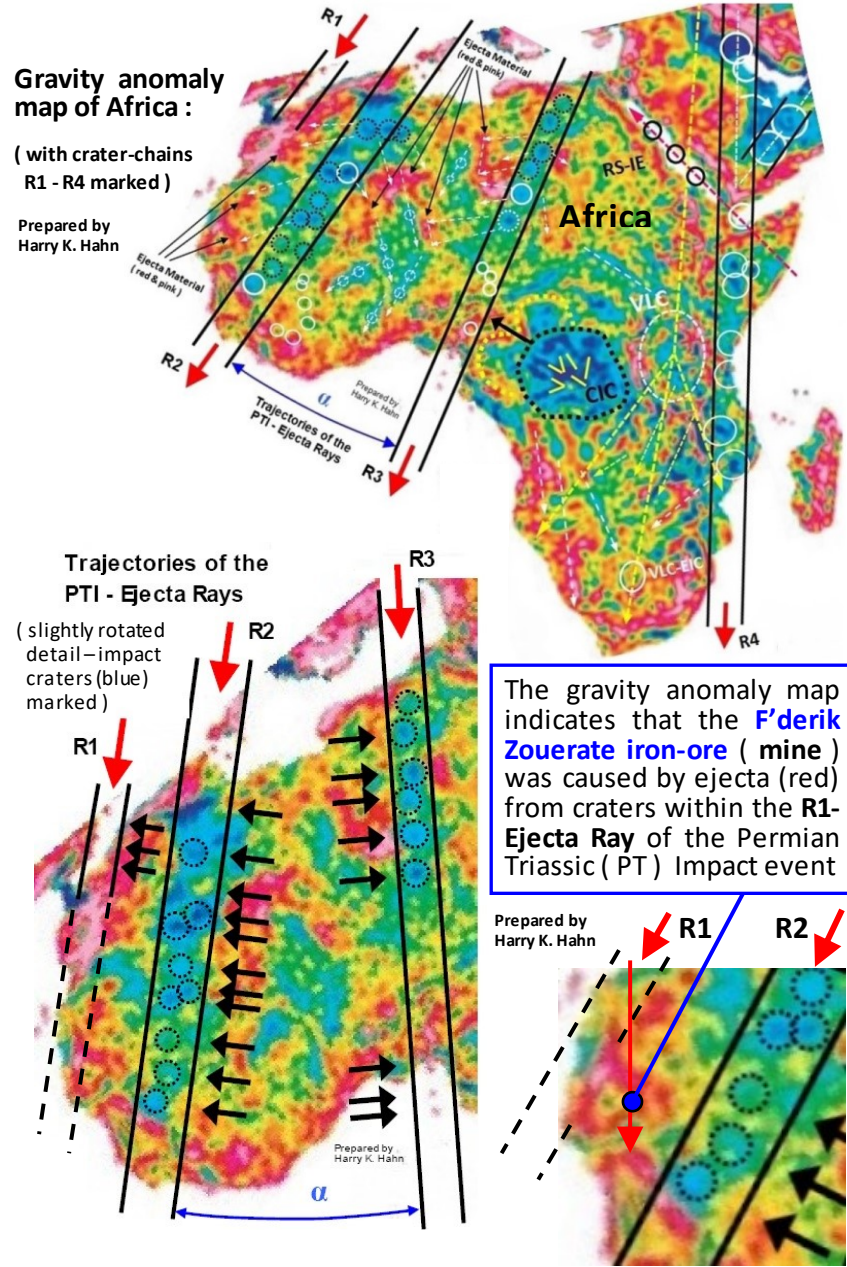 R1
Gravity anomaly
map of Africa :
( with crater-chains
R1 - R4 marked )
Prepared by
Harry K. Hahn
Ejecta Material
(red & pink)
Ejecta Material
( red & pink )
RS-IE
Africa
VLC
CIC
VLC-EIC
R2
α
Prepared by
Harry K. Hahn
Trajectories of the
PTI - Ejecta Rays
R3
R4
Trajectories of the
PTI - Ejecta Rays
( slightly rotated
detail – impact
craters (blue)
marked )
R1
R2
R3
Prepared by
Harry K. Hahn
α
The gravity anomaly map
indicates that the F'derik
Zouerate iron-ore ( mine )
was caused by ejecta (red)
from craters within the R1-
Ejecta Ray of the Permian
Triassic ( PT ) Impact event
Prepared by
Harry K. Hahn
R1
R2